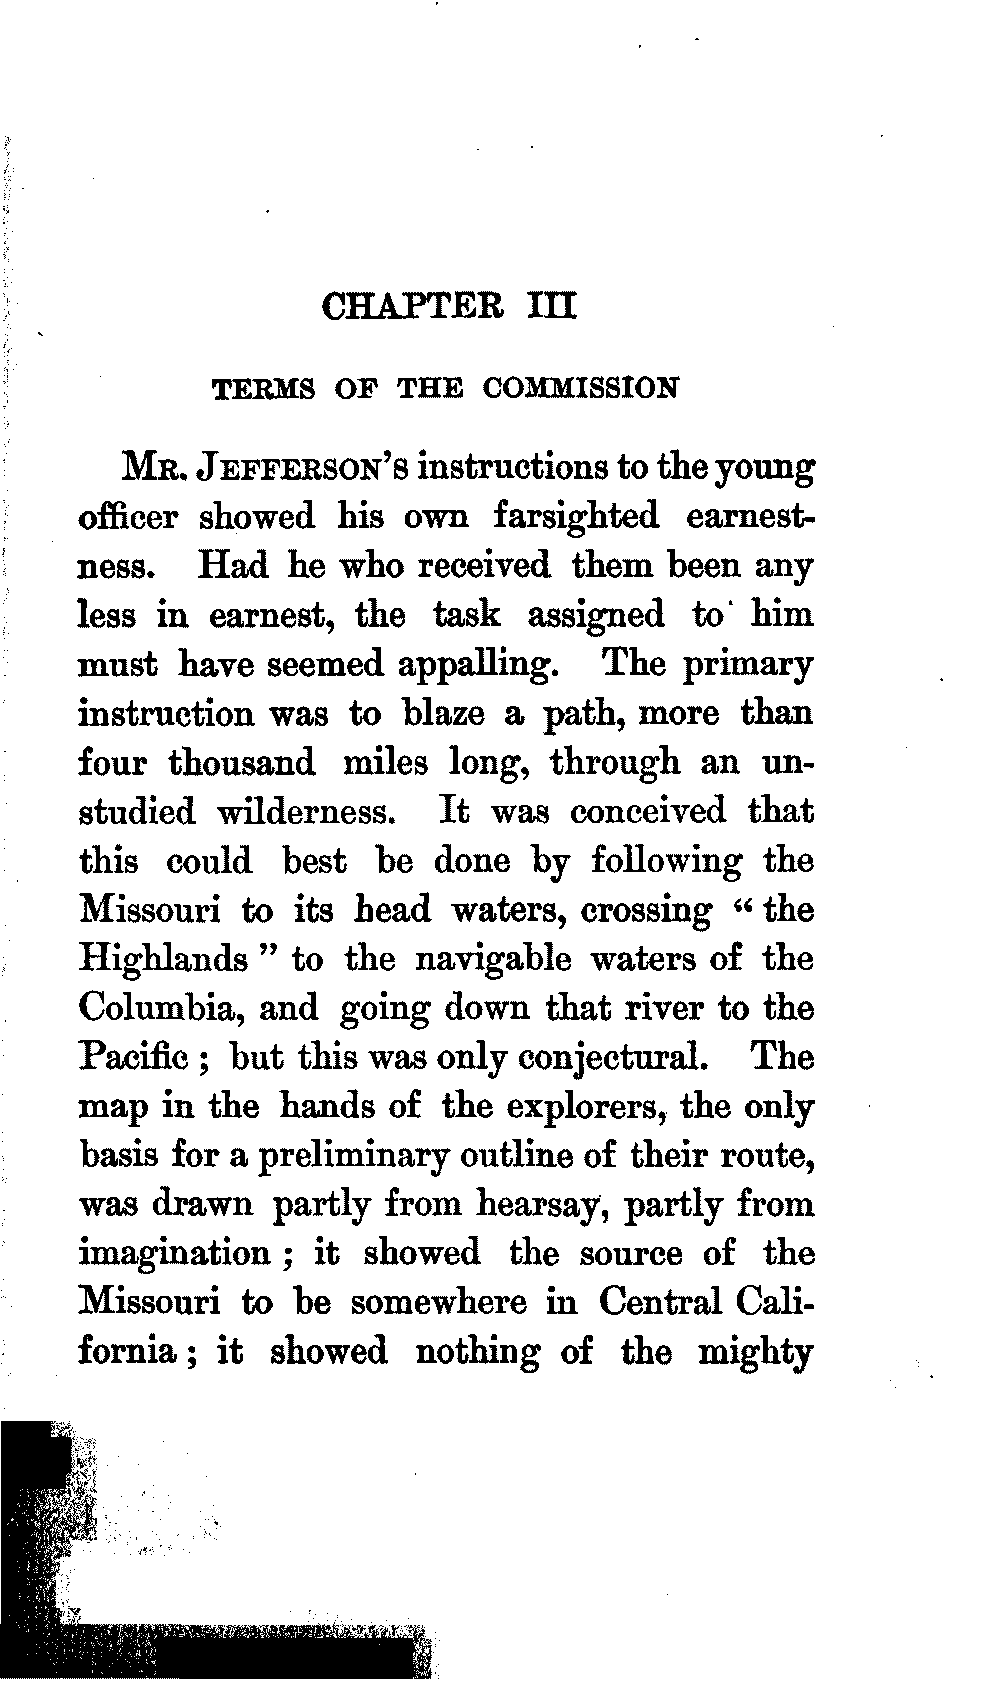 CHAPTER III
TERMS OF THE COMMISSION
MR. JEFFERSON'S instructions to the young
officer showed his own farsighted earnest-
ness. Had he who received them been any
less in earnest, the task assigned to him
must have seemed appalling. The primary
instruction was to blaze a path, more than
four thousand miles long, through an un-
studied wilderness. It was conceived that
this could best be done by following the
Missouri to its head waters, crossing "the
Highlands" to the navigable waters of the
Columbia, and going down that river to the
Pacific; but this was only conjectural. The
map in the hands of the explorers, the only
basis for a preliminary outline of their route,
was drawn partly from hearsay, partly from
imagination; it showed the source of the
Missouri to be somewhere in Central Cali-
fornia; it showed nothing of the mighty